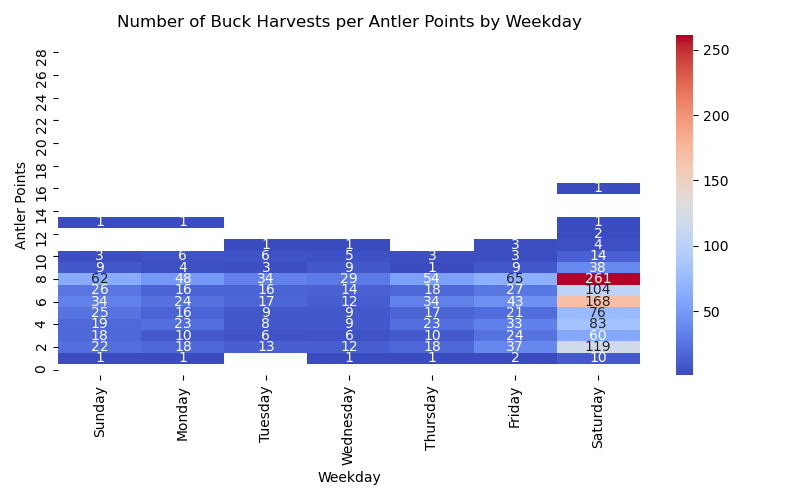 Number of Buck Harvests per Antler Points by Weekday
28
26
24
22
20
18
16
14
12
10
8
6
4
2
0
Antler Points
1
1 1 1
2
1 1 3 4
3 6 6 5 3 3 14
9 4 3 9 1 9 38
62 48 34 29 54 65 261
26 16 16 14 18 27 104
34 24 17 12 34 43 168
25 16 9 9 17 21 76
19 23 8 9 23 33 83
18 10 6 6 10 24 60
22 18 13 12 18 37 119
1 1 1 1 2 10
Sunday
Monday
Tuesday
Wednesday
Thursday
Friday
Saturday
Weekday
250
200
150
100
50